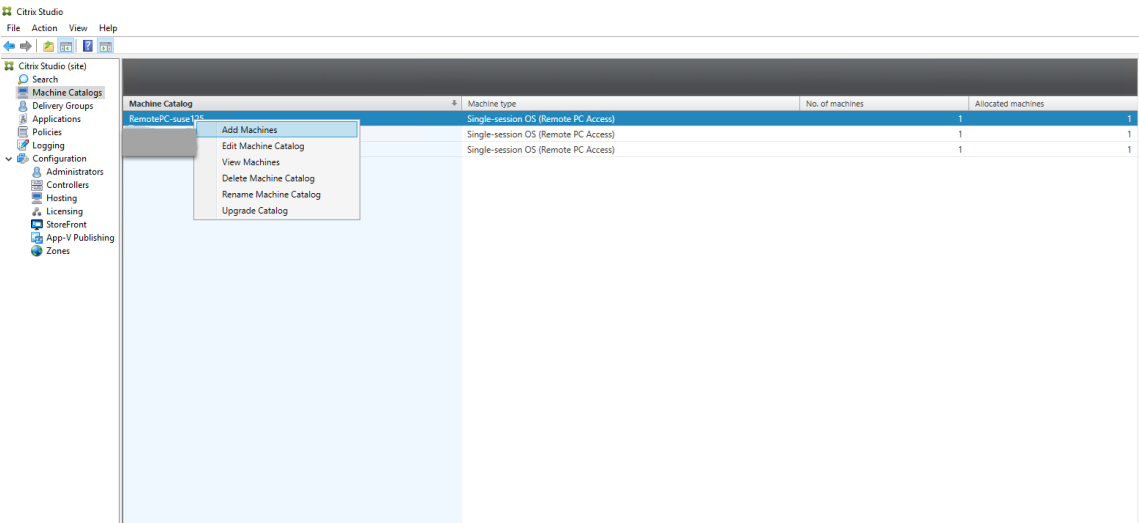 Citrix Studio
File Action View Help
Citrix Studio (site)
Search
Machine Catalogs
Delivery Groups
Applications
Policies
Logging
Configuration
Administrators
Controllers
Hosting
Licensing
StoreFront
App-V Publishing
Zones
Machine Catalog Machine type No. of machines Allocated machines
RemotePC-suse125 Single-session OS (Remote PC Access) 1 1
Single-session OS (Remote PC Access) 1 1
Single-session OS (Remote PC Access) 1 1
Add Machines
Edit Machine Catalog
View Machines
Delete Machine Catalog
Rename Machine Catalog
Upgrade Catalog